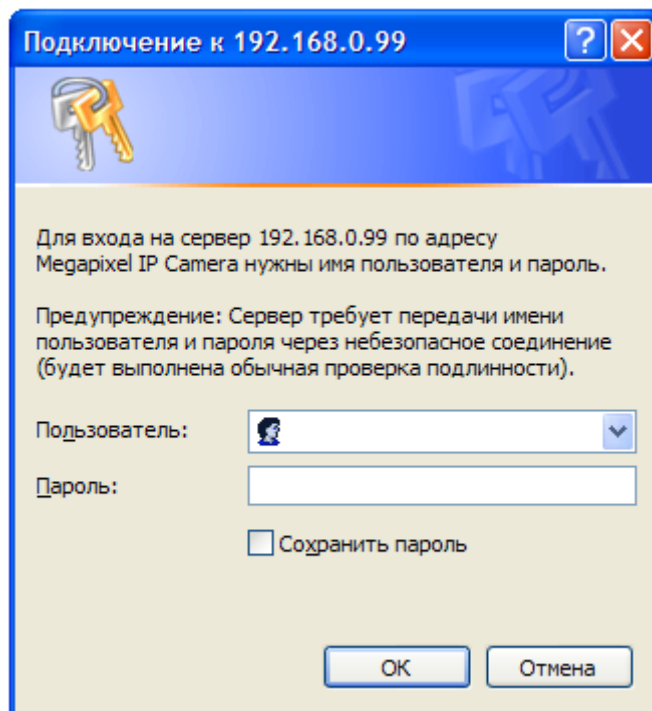 Подключение к 192.168.0.99
Для входа на сервер 192.168.0.99 по адресу
Megapixel IP Camera нужны имя пользователя и пароль.
Предупреждение: Сервер требует передачи имени
пользователя и пароля через небезопасное соединение
(будет выполнена обычная проверка подлинности).
Пользователь:
Пароль:
Сохранить пароль
ОК
Отмена